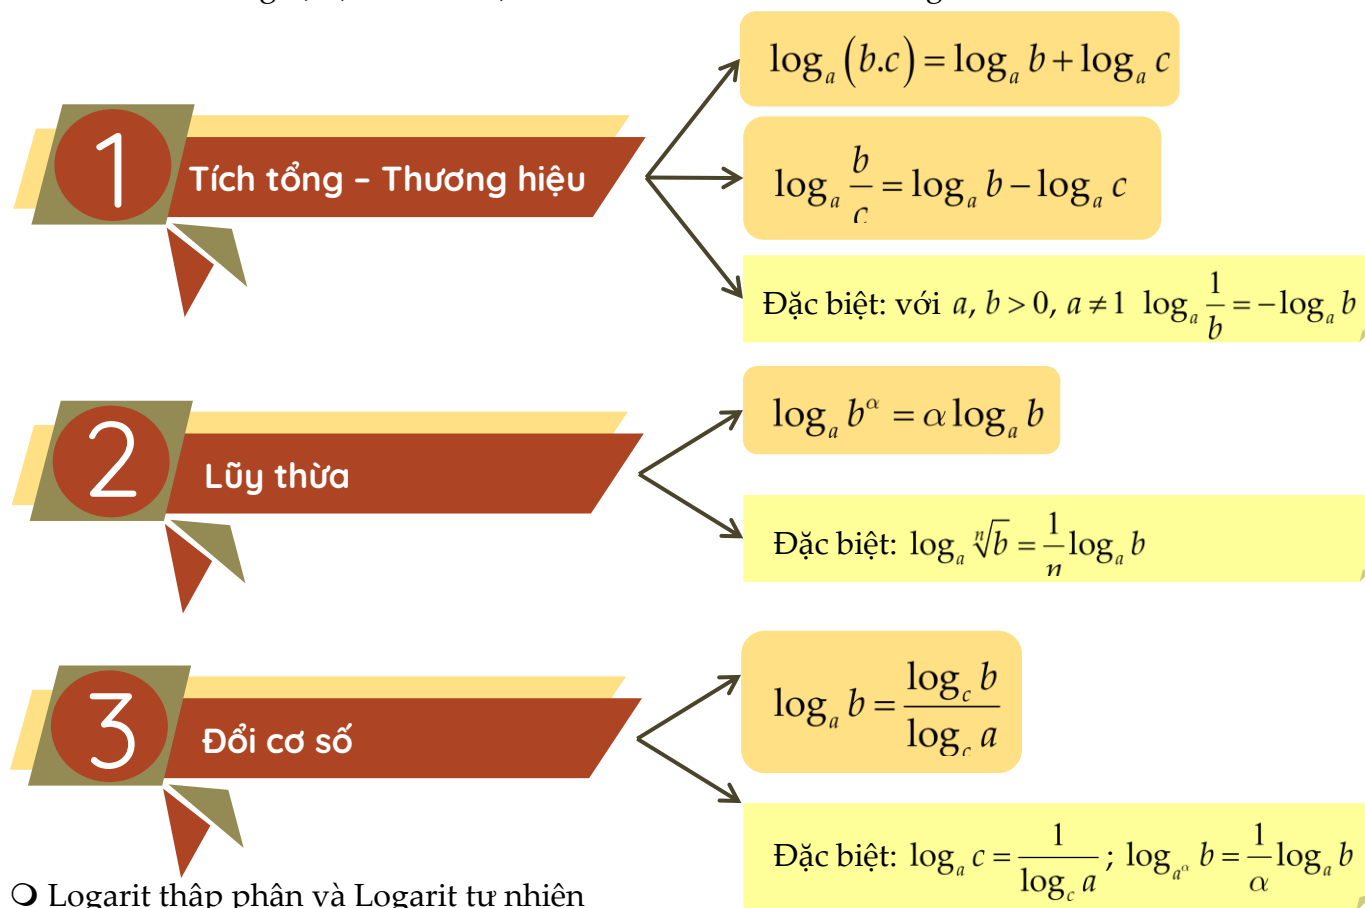 log_a (b.c) = log_a b + log_a c
1
Tích tổng – Thương hiệu
log_a b/c = log_a b − log_a c
Đặc biệt: với a, b > 0, a ≠ 1 log_a 1/b = −log_a b
2
Lũy thừa
log_a b^α = α log_a b
Đặc biệt: log_a ⁿ√b = 1/n log_a b
3
Đổi cơ số
log_a b = log_c b / log_c a
Đặc biệt: log_a c = 1/log_c a ; log_{a^α} b = 1/α log_a b
❍ Logarit thập phân và Logarit tự nhiên